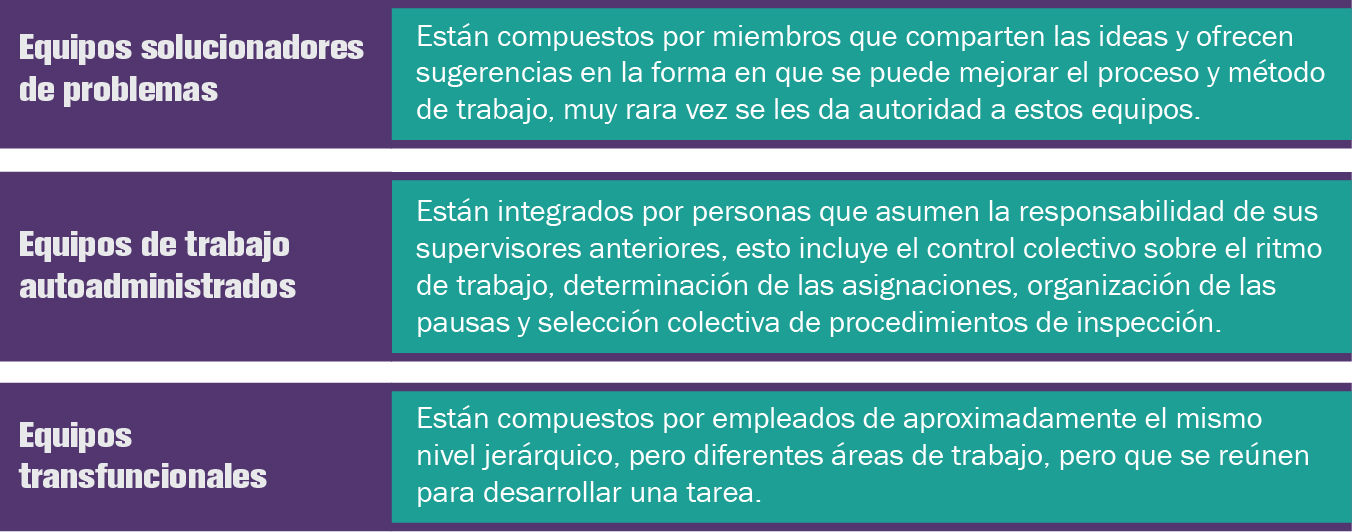 Equipos solucionadores
de problemas
Están compuestos por miembros que comparten las ideas y ofrecen
sugerencias en la forma en que se puede mejorar el proceso y método
de trabajo, muy rara vez se les da autoridad a estos equipos.
Equipos de trabajo
autoadministrados
Están integrados por personas que asumen la responsabilidad de sus
supervisores anteriores, esto incluye el control colectivo sobre el ritmo
de trabajo, determinación de las asignaciones, organización de las
pausas y selección colectiva de procedimientos de inspección.
Equipos
transfuncionales
Están compuestos por empleados de aproximadamente el mismo
nivel jerárquico, pero diferentes áreas de trabajo, pero que se reúnen
para desarrollar una tarea.